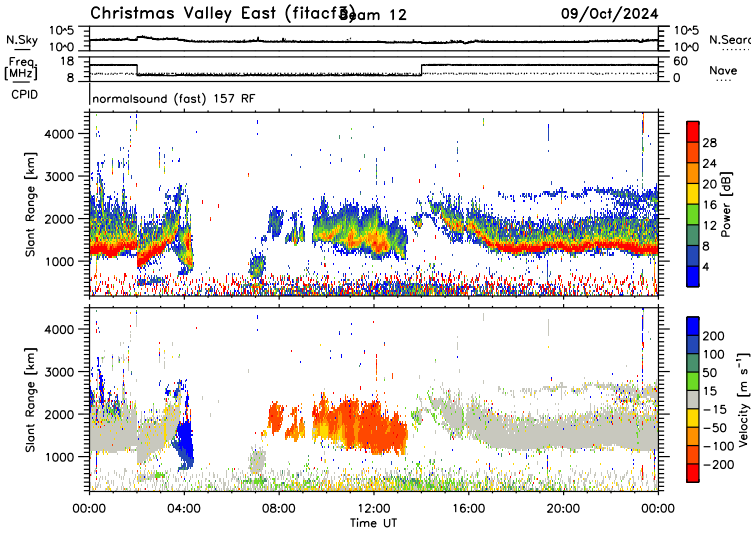 Christmas Valley East (fitacf3) Beam 12 09/Oct/2024
N.Sky 10^5 10^0 10^5 10^0 N.Searc
Freq. [MHz] 18 8 60 0 Nave
CPID normalsound (fast) 157 RF
Slant Range [km] 4000 3000 2000 1000
28 24 20 16 12 8 4 Power [dB]
Slant Range [km] 4000 3000 2000 1000
200 100 50 15 -15 -50 -100 -200 Velocity [m s⁻¹]
00:00 04:00 08:00 12:00 16:00 20:00 00:00
Time UT